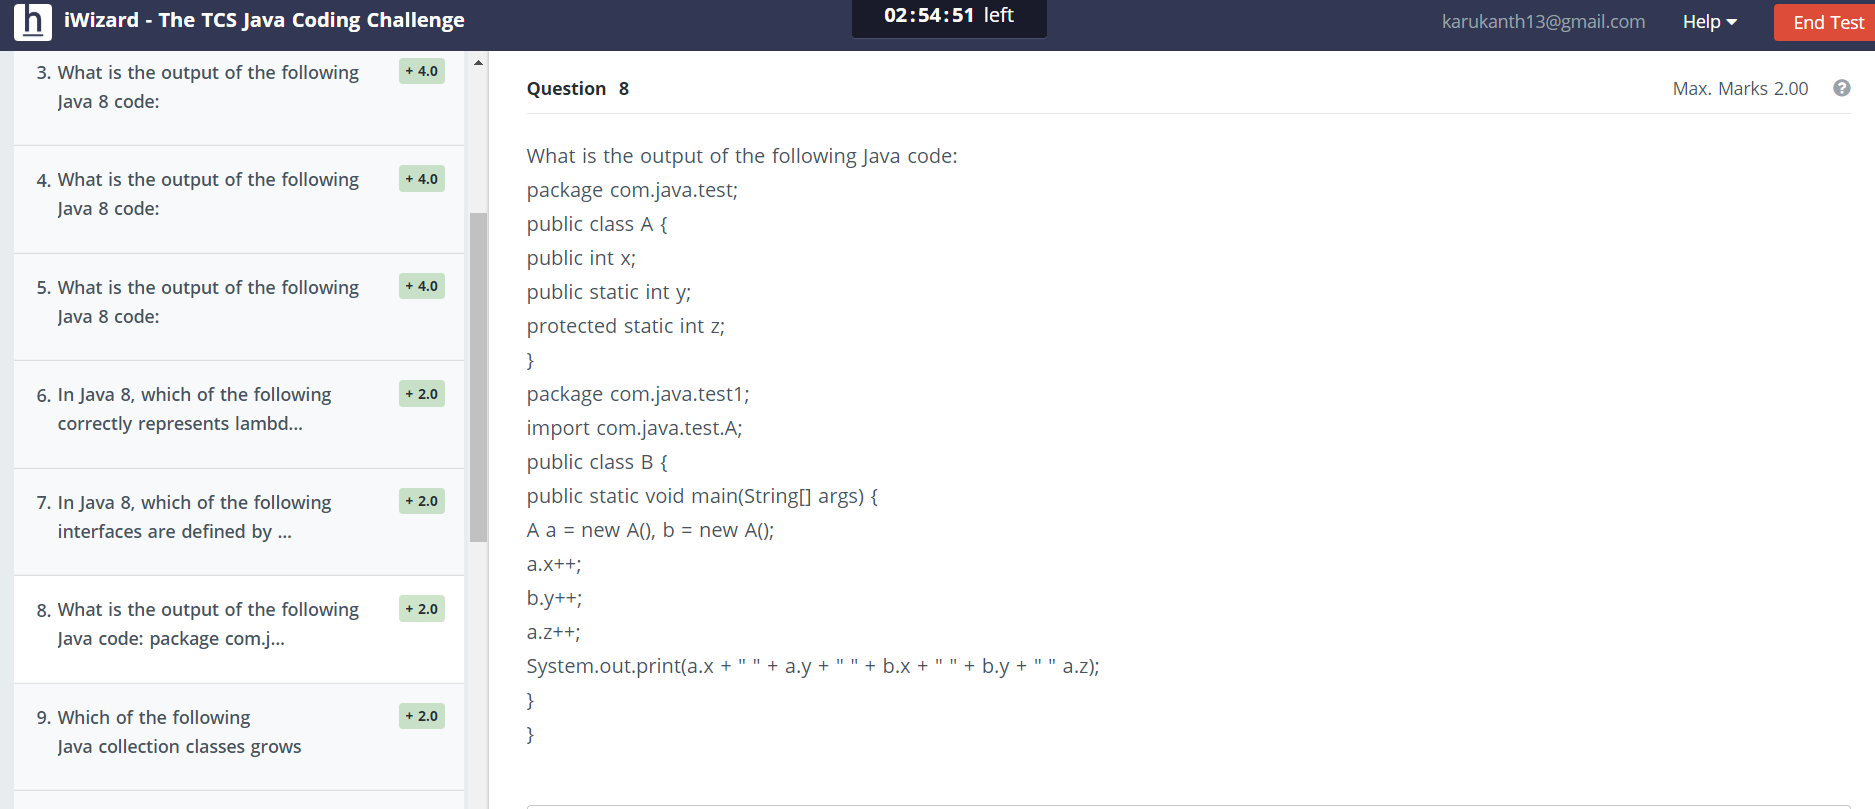 h iWizard - The TCS Java Coding Challenge
02:54:51 left
karukanth13@gmail.com
Help
End Test
3. What is the output of the following + 4.0
Java 8 code:
4. What is the output of the following + 4.0
Java 8 code:
5. What is the output of the following + 4.0
Java 8 code:
6. In Java 8, which of the following + 2.0
correctly represents lambd...
7. In Java 8, which of the following + 2.0
interfaces are defined by ...
8. What is the output of the following + 2.0
Java code: package com.j...
9. Which of the following + 2.0
Java collection classes grows
Question 8
Max. Marks 2.00 ?
What is the output of the following Java code:
package com.java.test;
public class A {
public int x;
public static int y;
protected static int z;
}
package com.java.test1;
import com.java.test.A;
public class B {
public static void main(String[] args) {
A a = new A(), b = new A();
a.x++;
b.y++;
a.z++;
System.out.print(a.x + " " + a.y + " " + b.x + " " + b.y + " " a.z);
}
}